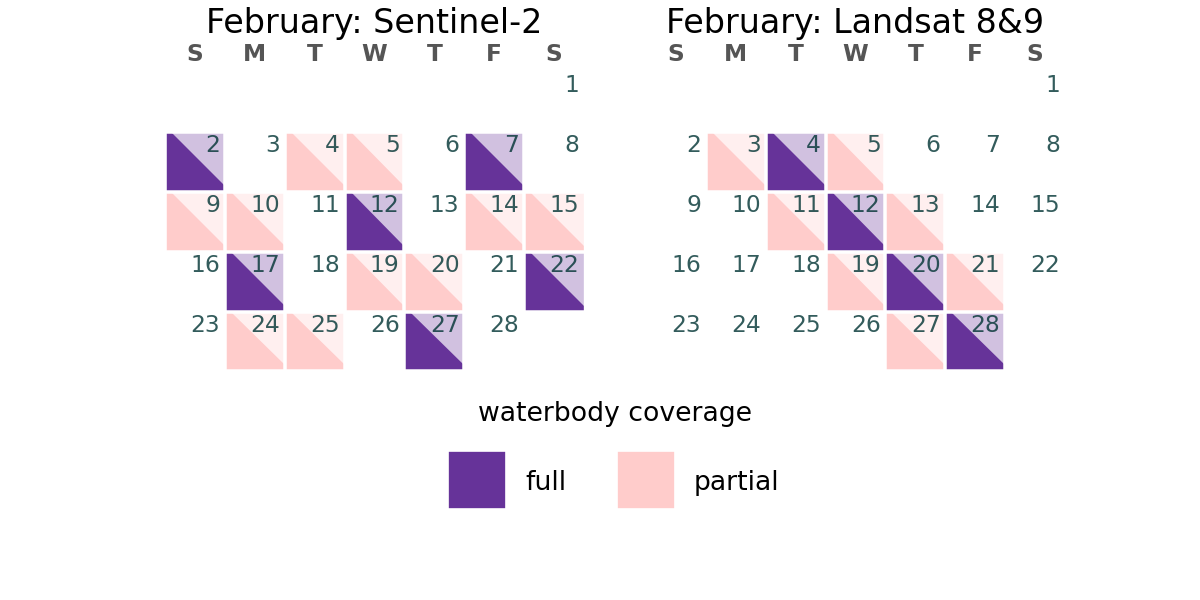 February: Sentinel-2
S M T W T F S
1
2 3 4 5 6 7 8
9 10 11 12 13 14 15
16 17 18 19 20 21 22
23 24 25 26 27 28
February: Landsat 8&9
S M T W T F S
1
2 3 4 5 6 7 8
9 10 11 12 13 14 15
16 17 18 19 20 21 22
23 24 25 26 27 28
waterbody coverage
full
partial